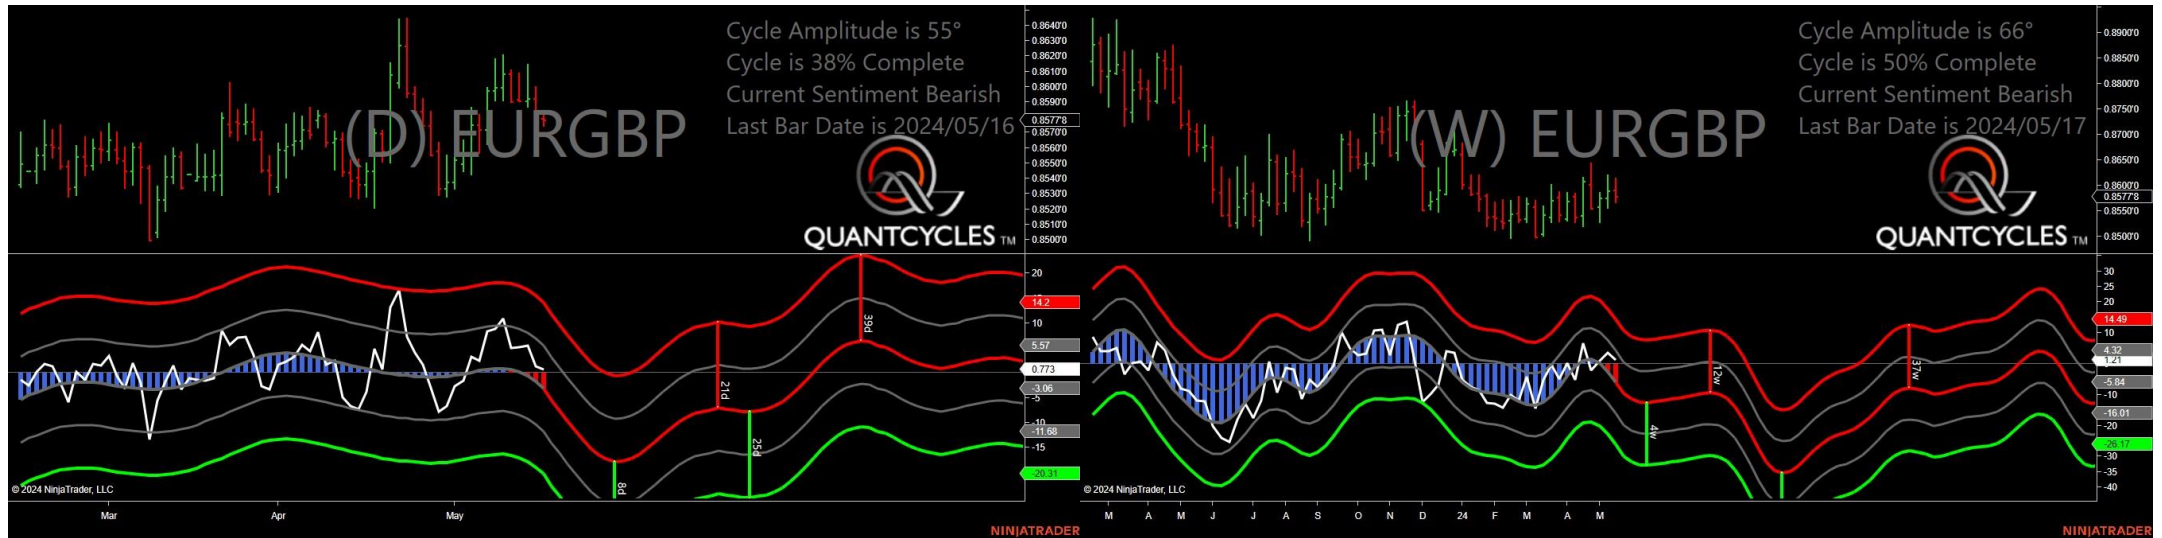 Cycle Amplitude is 55°
Cycle is 38% Complete
Current Sentiment Bearish
Last Bar Date is 2024/05/16
(D) EURGBP
QUANTCYCLES TM
0.8640'0
0.8630'0
0.8620'0
0.8610'0
0.8600'0
0.8590'0
0.8577'8
0.8570'0
0.8560'0
0.8550'0
0.8540'0
0.8530'0
0.8520'0
0.8510'0
0.8500'0
20
14.2
10
5.57
0.773
-3.06
-5
-10
-11.68
-15
-20.31
8d
21d
25d
39d
© 2024 NinjaTrader, LLC
Mar
Apr
May
NINJATRADER
Cycle Amplitude is 66°
Cycle is 50% Complete
Current Sentiment Bearish
Last Bar Date is 2024/05/17
(W) EURGBP
QUANTCYCLES TM
0.8900'0
0.8850'0
0.8800'0
0.8750'0
0.8700'0
0.8650'0
0.8600'0
0.8577'8
0.8550'0
0.8500'0
30
25
20
14.49
10
4.32
1.21
-5.84
-10
-16.01
-20
-26.17
-30
-35
-40
4w
12w
37w
© 2024 NinjaTrader, LLC
M
A
M
J
J
A
S
O
N
D
24
F
M
A
M
NINJATRADER